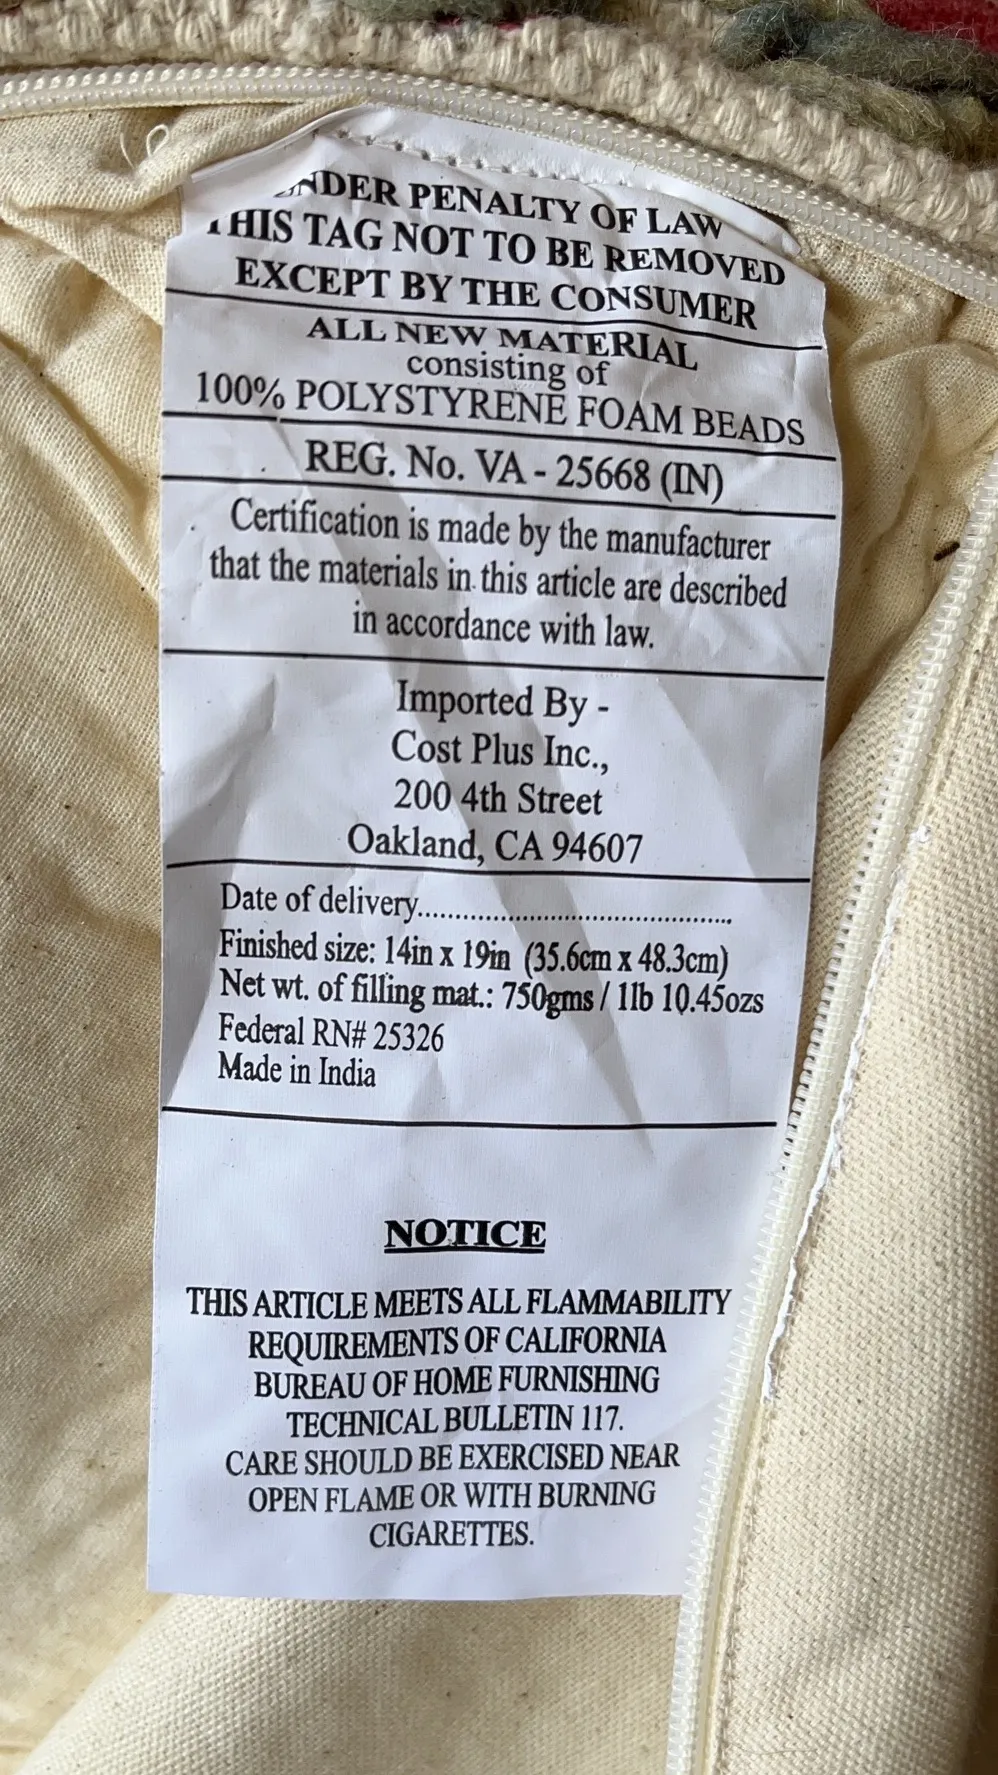 UNDER PENALTY OF LAW
THIS TAG NOT TO BE REMOVED
EXCEPT BY THE CONSUMER
ALL NEW MATERIAL
consisting of
100% POLYSTYRENE FOAM BEADS
REG. No. VA - 25668 (IN)
Certification is made by the manufacturer
that the materials in this article are described
in accordance with law.
Imported By -
Cost Plus Inc.,
200 4th Street
Oakland, CA 94607
Date of delivery..................................................
Finished size: 14in x 19in (35.6cm x 48.3cm)
Net wt. of filling mat.: 750gms / 1lb 10.45ozs
Federal RN# 25326
Made in India
NOTICE
THIS ARTICLE MEETS ALL FLAMMABILITY
REQUIREMENTS OF CALIFORNIA
BUREAU OF HOME FURNISHING
TECHNICAL BULLETIN 117.
CARE SHOULD BE EXERCISED NEAR
OPEN FLAME OR WITH BURNING
CIGARETTES.